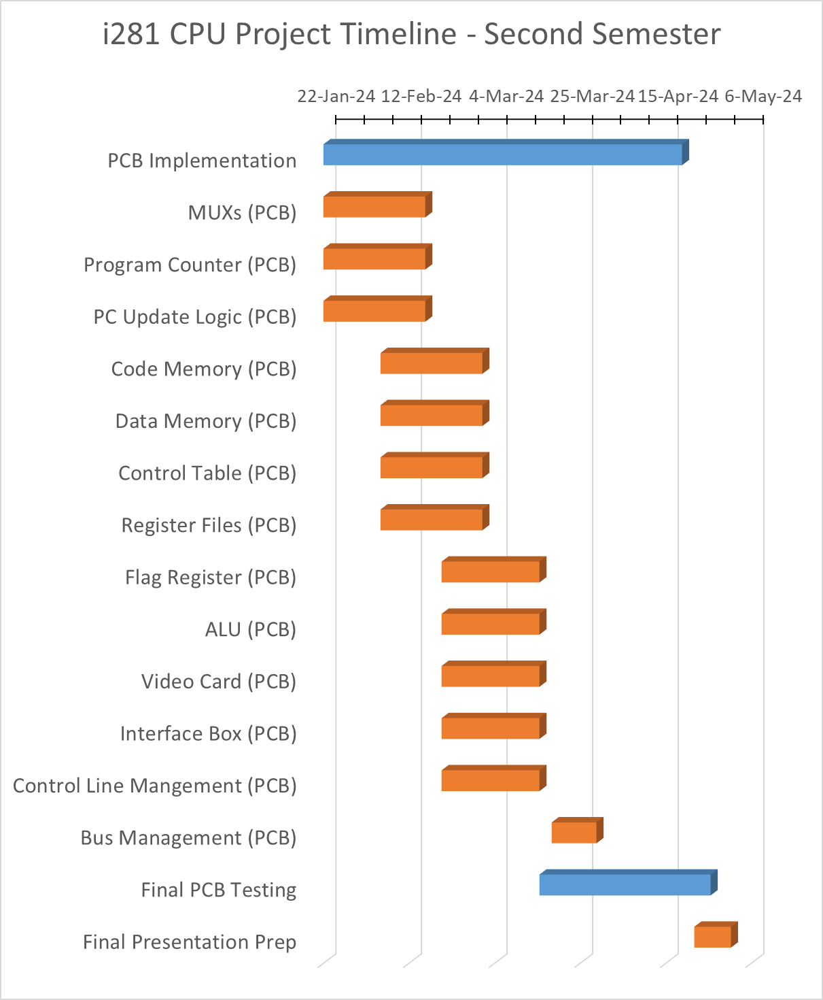 i281 CPU Project Timeline - Second Semester
22-Jan-24 12-Feb-24 4-Mar-24 25-Mar-24 15-Apr-24 6-May-24
PCB Implementation
MUXs (PCB)
Program Counter (PCB)
PC Update Logic (PCB)
Code Memory (PCB)
Data Memory (PCB)
Control Table (PCB)
Register Files (PCB)
Flag Register (PCB)
ALU (PCB)
Video Card (PCB)
Interface Box (PCB)
Control Line Mangement (PCB)
Bus Management (PCB)
Final PCB Testing
Final Presentation Prep